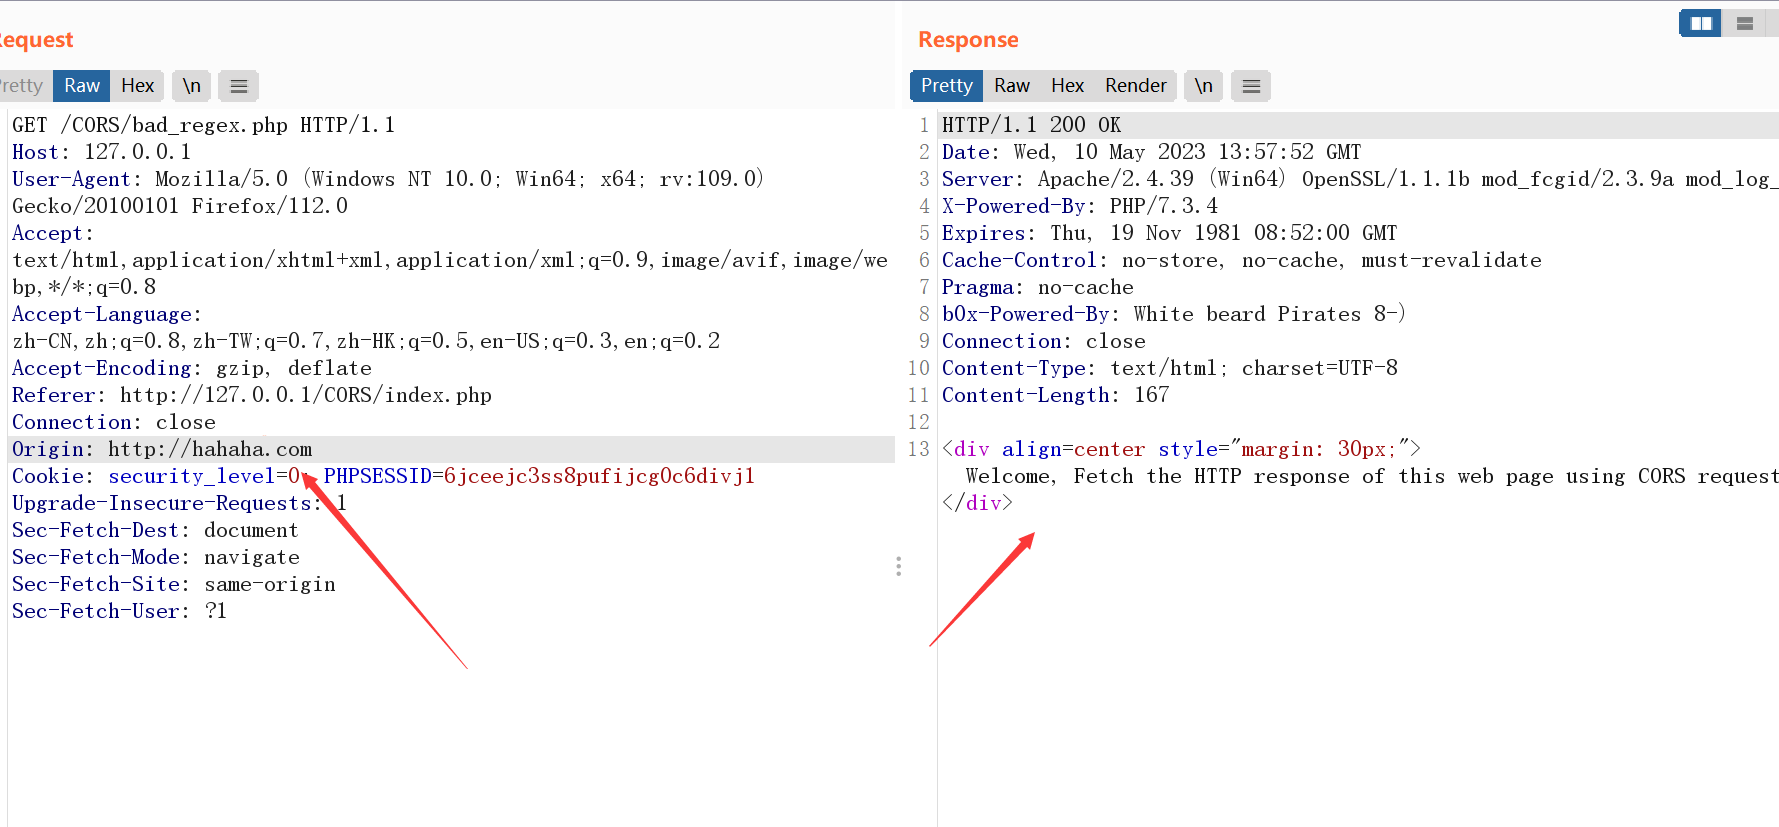 Request
Pretty Raw Hex \n
GET /CORS/bad_regex.php HTTP/1.1
Host: 127.0.0.1
User-Agent: Mozilla/5.0 (Windows NT 10.0; Win64; x64; rv:109.0)
Gecko/20100101 Firefox/112.0
Accept:
text/html,application/xhtml+xml,application/xml;q=0.9,image/avif,image/we
bp,*/*;q=0.8
Accept-Language:
zh-CN,zh;q=0.8,zh-TW;q=0.7,zh-HK;q=0.5,en-US;q=0.3,en;q=0.2
Accept-Encoding: gzip, deflate
Referer: http://127.0.0.1/CORS/index.php
Connection: close
Origin: http://hahaha.com
Cookie: security_level=0; PHPSESSID=6jceejc3ss8pufijcg0c6divj1
Upgrade-Insecure-Requests: 1
Sec-Fetch-Dest: document
Sec-Fetch-Mode: navigate
Sec-Fetch-Site: same-origin
Sec-Fetch-User: ?1
Response
Pretty Raw Hex Render \n
1 HTTP/1.1 200 OK
2 Date: Wed, 10 May 2023 13:57:52 GMT
3 Server: Apache/2.4.39 (Win64) OpenSSL/1.1.1b mod_fcgid/2.3.9a mod_log_
4 X-Powered-By: PHP/7.3.4
5 Expires: Thu, 19 Nov 1981 08:52:00 GMT
6 Cache-Control: no-store, no-cache, must-revalidate
7 Pragma: no-cache
8 b0x-Powered-By: White beard Pirates 8-)
9 Connection: close
10 Content-Type: text/html; charset=UTF-8
11 Content-Length: 167
12
13 <div align=center style="margin: 30px;">
Welcome, Fetch the HTTP response of this web page using CORS request
</div>